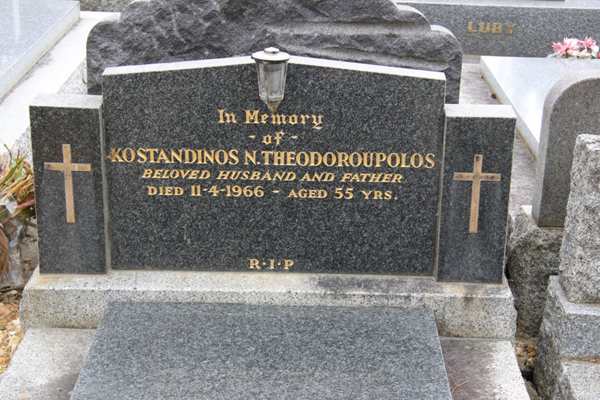 LUBY
In Memory
- of -
KOSTANDINOS N. THEODOROUPOLOS
BELOVED HUSBAND AND FATHER
DIED 11-4-1966 - AGED 55 YRS.
R·I·P